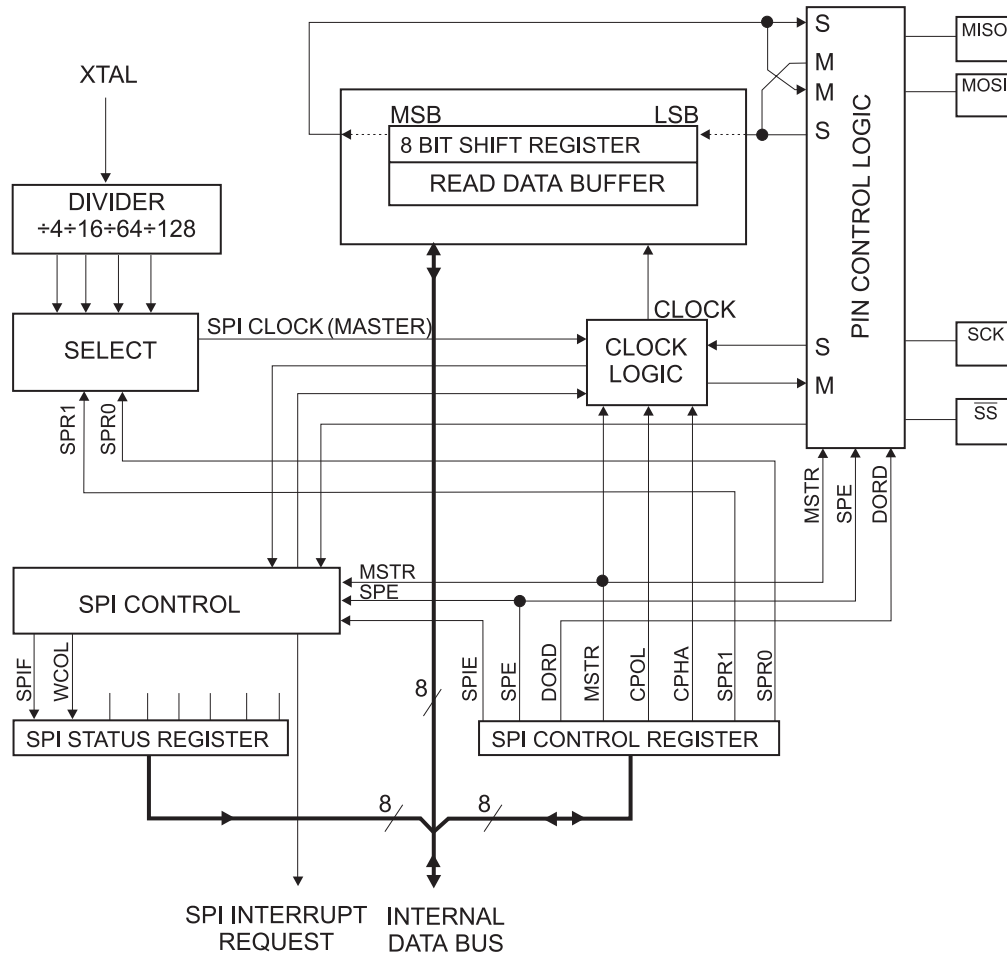 XTAL
DIVIDER
÷4÷16÷64÷128
SELECT
SPI CLOCK (MASTER)
SPR1
SPR0
MSB
LSB
8 BIT SHIFT REGISTER
READ DATA BUFFER
CLOCK
CLOCK
LOGIC
S
M
M
S
S
M
PIN CONTROL LOGIC
MISO
MOSI
SCK
SS
MSTR
SPE
DORD
SPI CONTROL
MSTR
SPE
SPIF
WCOL
SPI STATUS REGISTER
8
SPIE
SPE
DORD
MSTR
CPOL
CPHA
SPR1
SPR0
SPI CONTROL REGISTER
8
8
SPI INTERRUPT
REQUEST
INTERNAL
DATA BUS